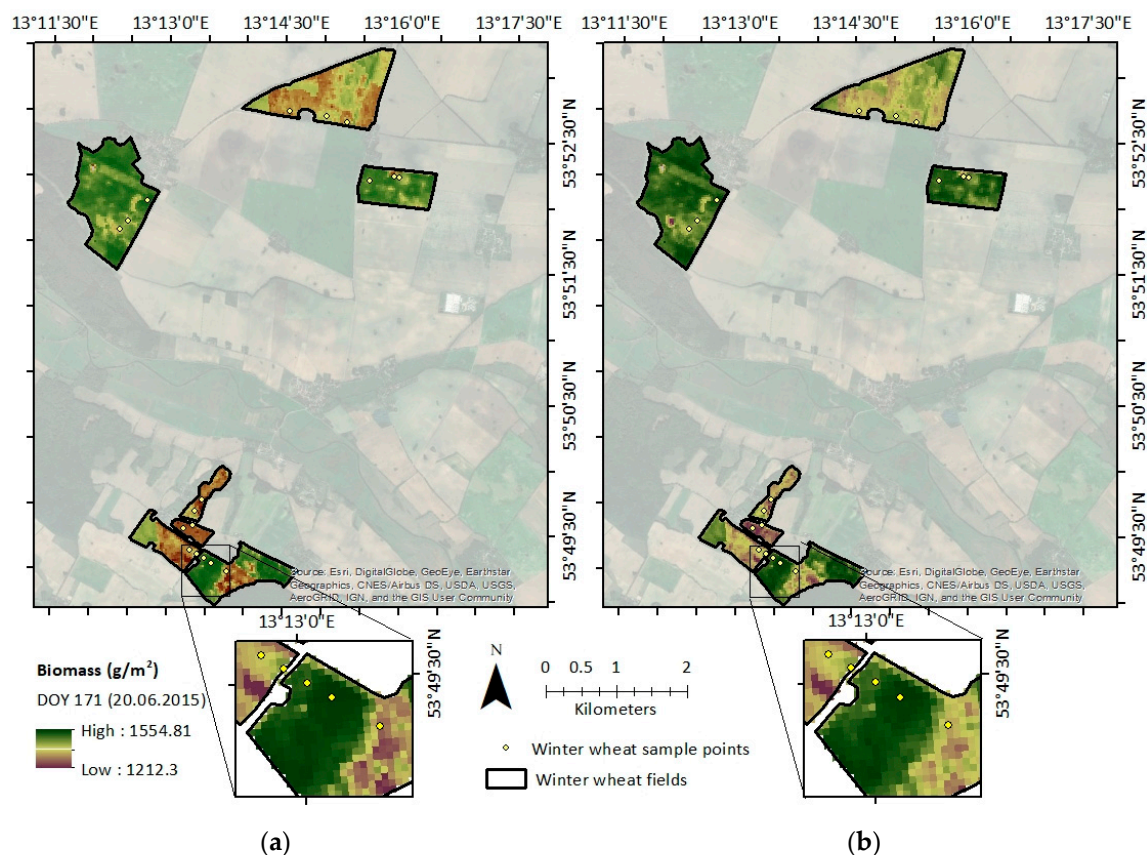 13°11'30"E 13°13'0"E 13°14'30"E 13°16'0"E 13°17'30"E
13°11'30"E 13°13'0"E 13°14'30"E 13°16'0"E 13°17'30"E
53°52'30"N
53°51'30"N
53°50'30"N
53°49'30"N
53°52'30"N
53°51'30"N
53°50'30"N
53°49'30"N
Source: Esri, DigitalGlobe, GeoEye, Earthstar
Geographics, CNES/Airbus DS, USDA, USGS,
AeroGRID, IGN, and the GIS User Community
Source: Esri, DigitalGlobe, GeoEye, Earthstar
Geographics, CNES/Airbus DS, USDA, USGS,
AeroGRID, IGN, and the GIS User Community
13°13'0"E
53°49'30"N
13°13'0"E
53°49'30"N
Biomass (g/m²)
DOY 171 (20.06.2015)
High : 1554.81
Low : 1212.3
N
0 0.5 1 2
Kilometers
Winter wheat sample points
Winter wheat fields
(a)
(b)